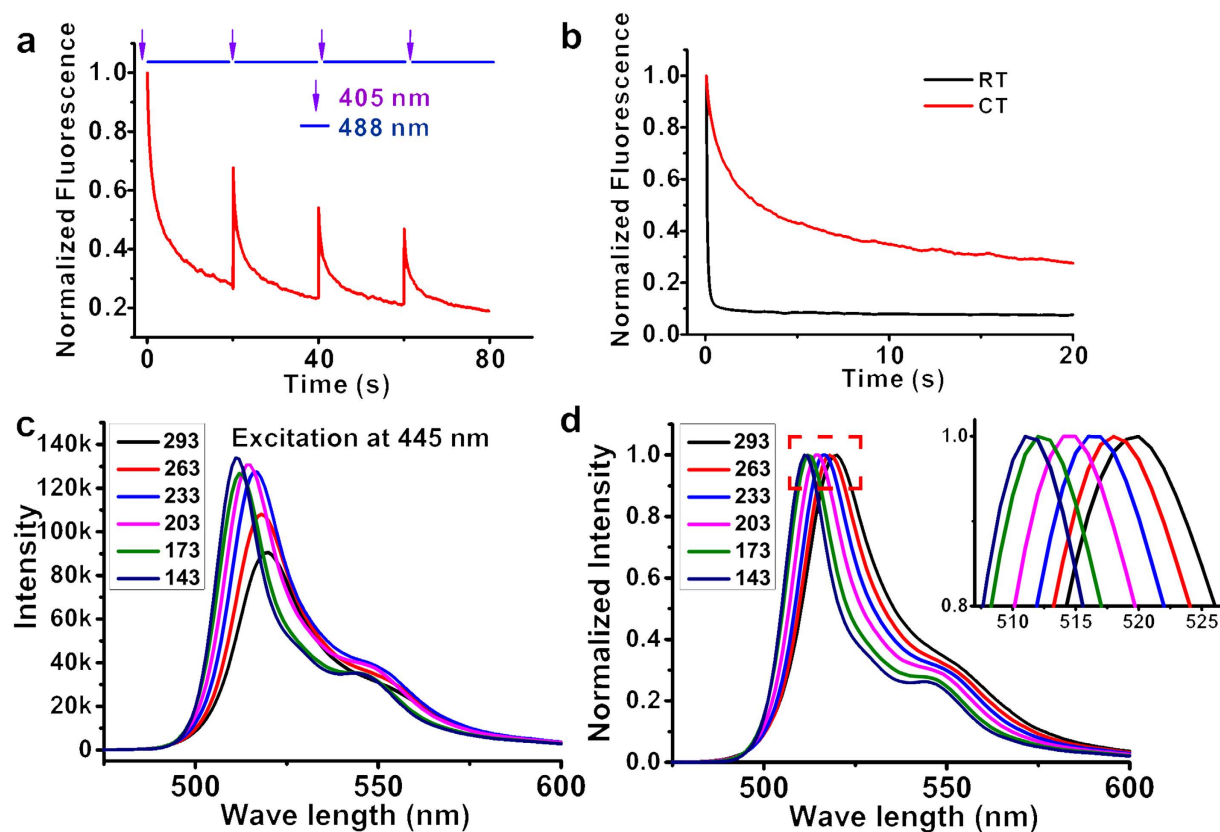 a
Normalized Fluorescence
1.0
0.8
0.6
0.4
0.2
405 nm
488 nm
0
40
80
Time (s)
b
Normalized Fluorescence
1.0
0.8
0.6
0.4
0.2
0.0
RT
CT
0
10
20
Time (s)
c
Intensity
140k
120k
100k
80k
60k
40k
20k
0
293
263
233
203
173
143
Excitation at 445 nm
500
550
600
Wave length (nm)
d
Normalized Intensity
1.0
0.8
0.6
0.4
0.2
0.0
293
263
233
203
173
143
1.0
0.8
510
515
520
525
500
550
600
Wave length (nm)